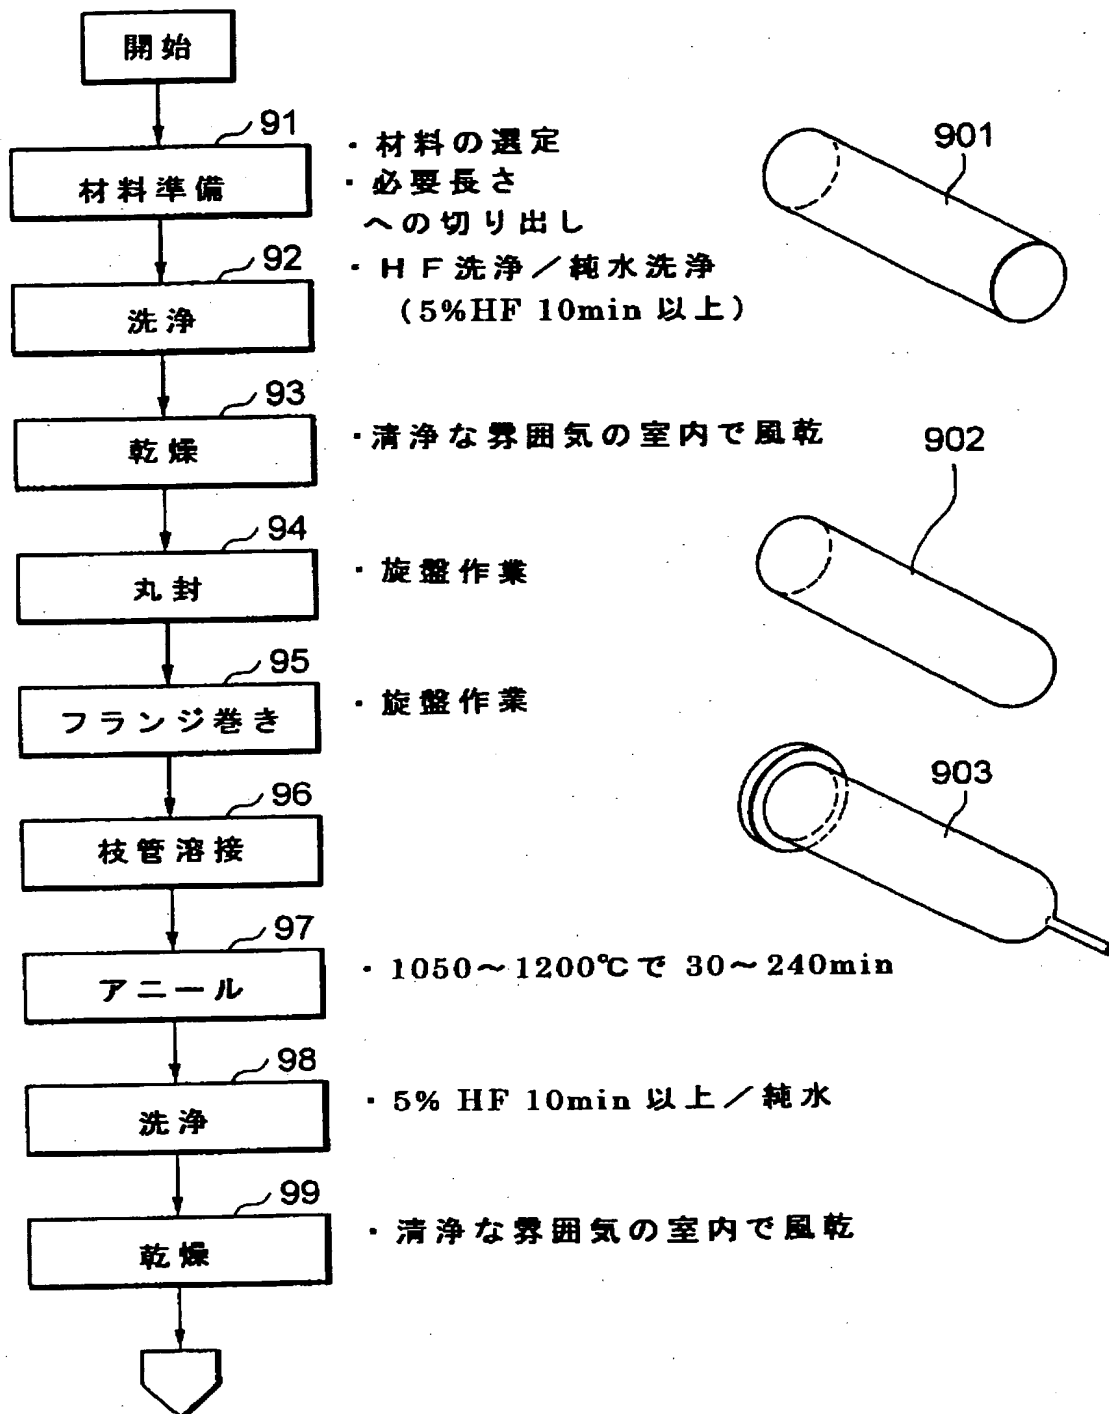 開始
91
材料準備
・材料の選定
・必要長さ
への切り出し
92
洗浄
・HF洗浄/純水洗浄
(5%HF 10min 以上)
93
乾燥
・清浄な雰囲気の室内で風乾
94
丸封
・旋盤作業
95
フランジ巻き
・旋盤作業
96
枝管溶接
97
アニール
・1050～1200℃で 30～240min
98
洗浄
・5% HF 10min 以上/純水
99
乾燥
・清浄な雰囲気の室内で風乾
901
902
903